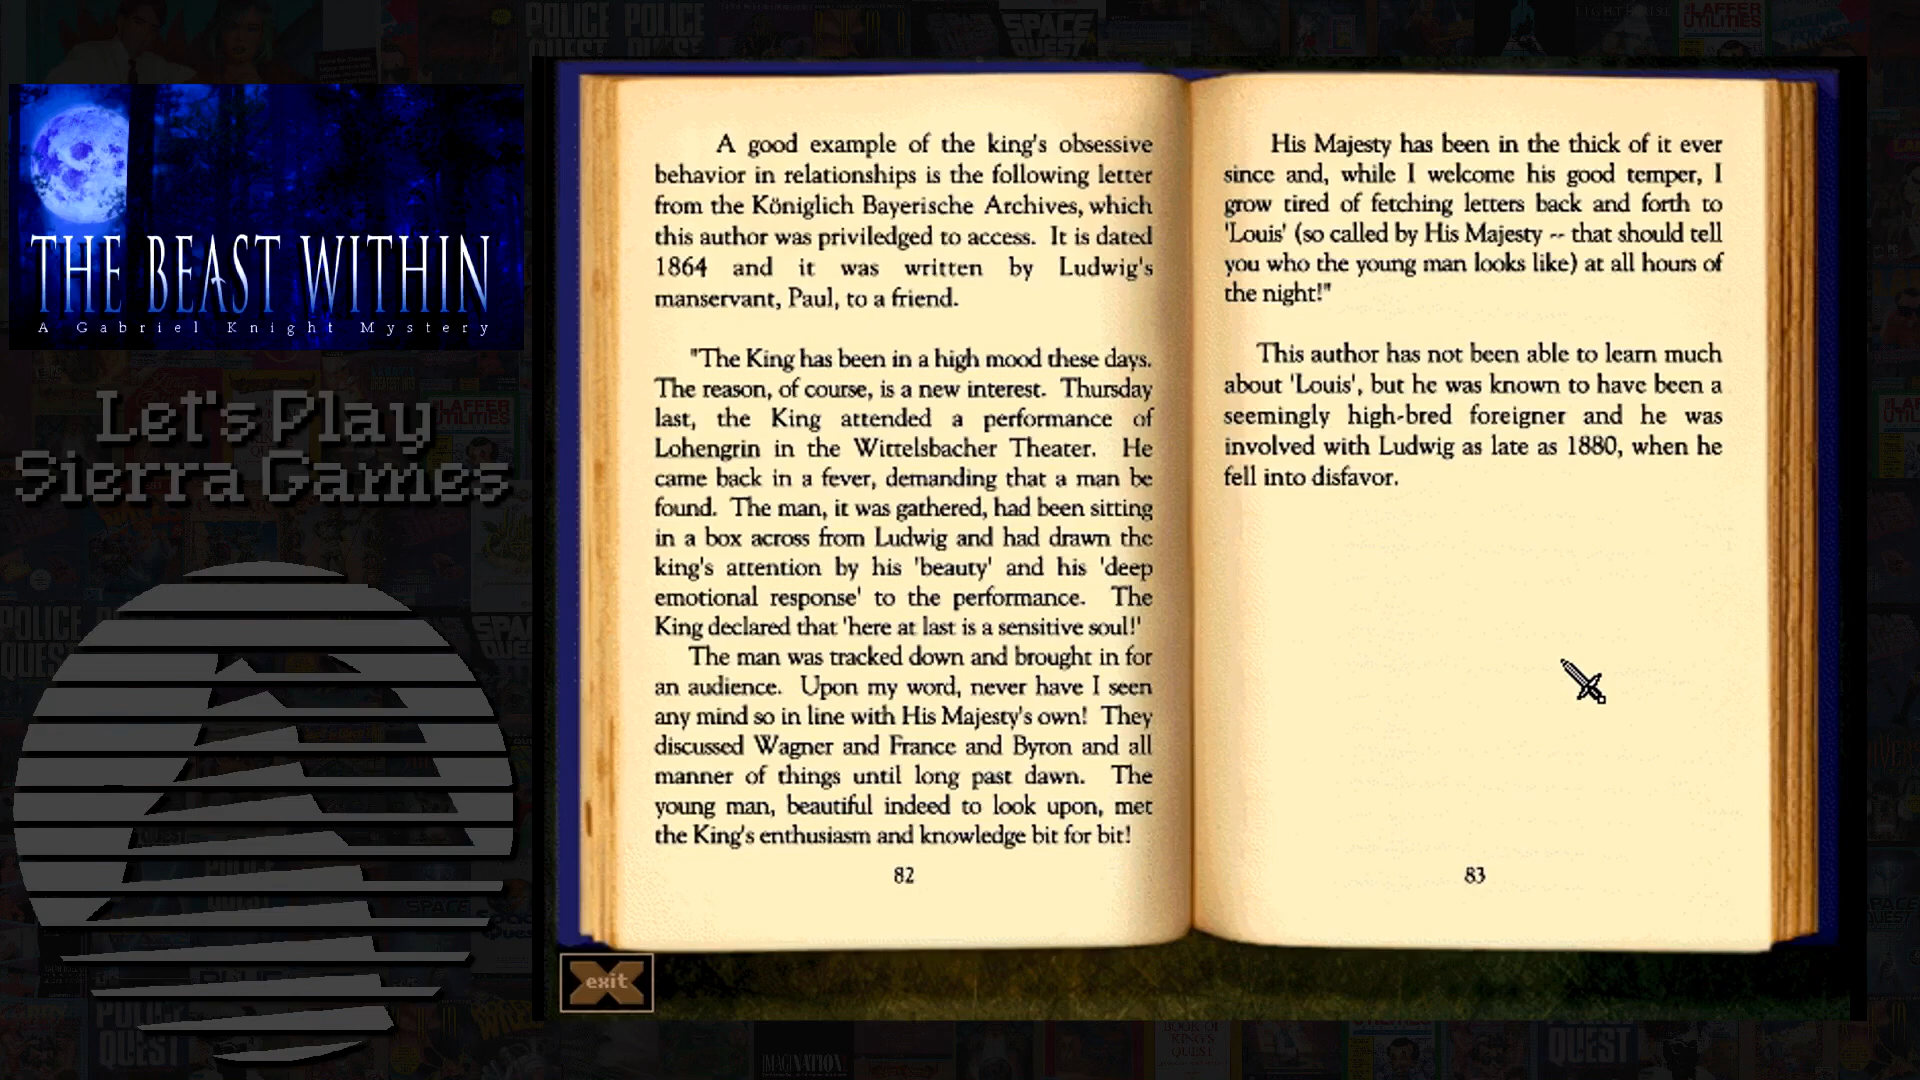 THE BEAST WITHIN
A Gabriel Knight Mystery
Let's Play
Sierra Games
A good example of the king's obsessive
behavior in relationships is the following letter
from the Königlich Bayerische Archives, which
this author was priviledged to access. It is dated
1864 and it was written by Ludwig's
manservant, Paul, to a friend.
"The King has been in a high mood these days.
The reason, of course, is a new interest. Thursday
last, the King attended a performance of
Lohengrin in the Wittelsbacher Theater. He
came back in a fever, demanding that a man be
found. The man, it was gathered, had been sitting
in a box across from Ludwig and had drawn the
king's attention by his 'beauty' and his 'deep
emotional response' to the performance. The
King declared that 'here at last is a sensitive soul!'
The man was tracked down and brought in for
an audience. Upon my word, never have I seen
any mind so in line with His Majesty's own! They
discussed Wagner and France and Byron and all
manner of things until long past dawn. The
young man, beautiful indeed to look upon, met
the King's enthusiasm and knowledge bit for bit!
82
His Majesty has been in the thick of it ever
since and, while I welcome his good temper, I
grow tired of fetching letters back and forth to
'Louis' (so called by His Majesty -- that should tell
you who the young man looks like) at all hours of
the night!"
This author has not been able to learn much
about 'Louis', but he was known to have been a
seemingly high-bred foreigner and he was
involved with Ludwig as late as 1880, when he
fell into disfavor.
83
exit
POLICE QUEST
POLICE QUEST
SPACE QUEST
LAFFER UTILITIES